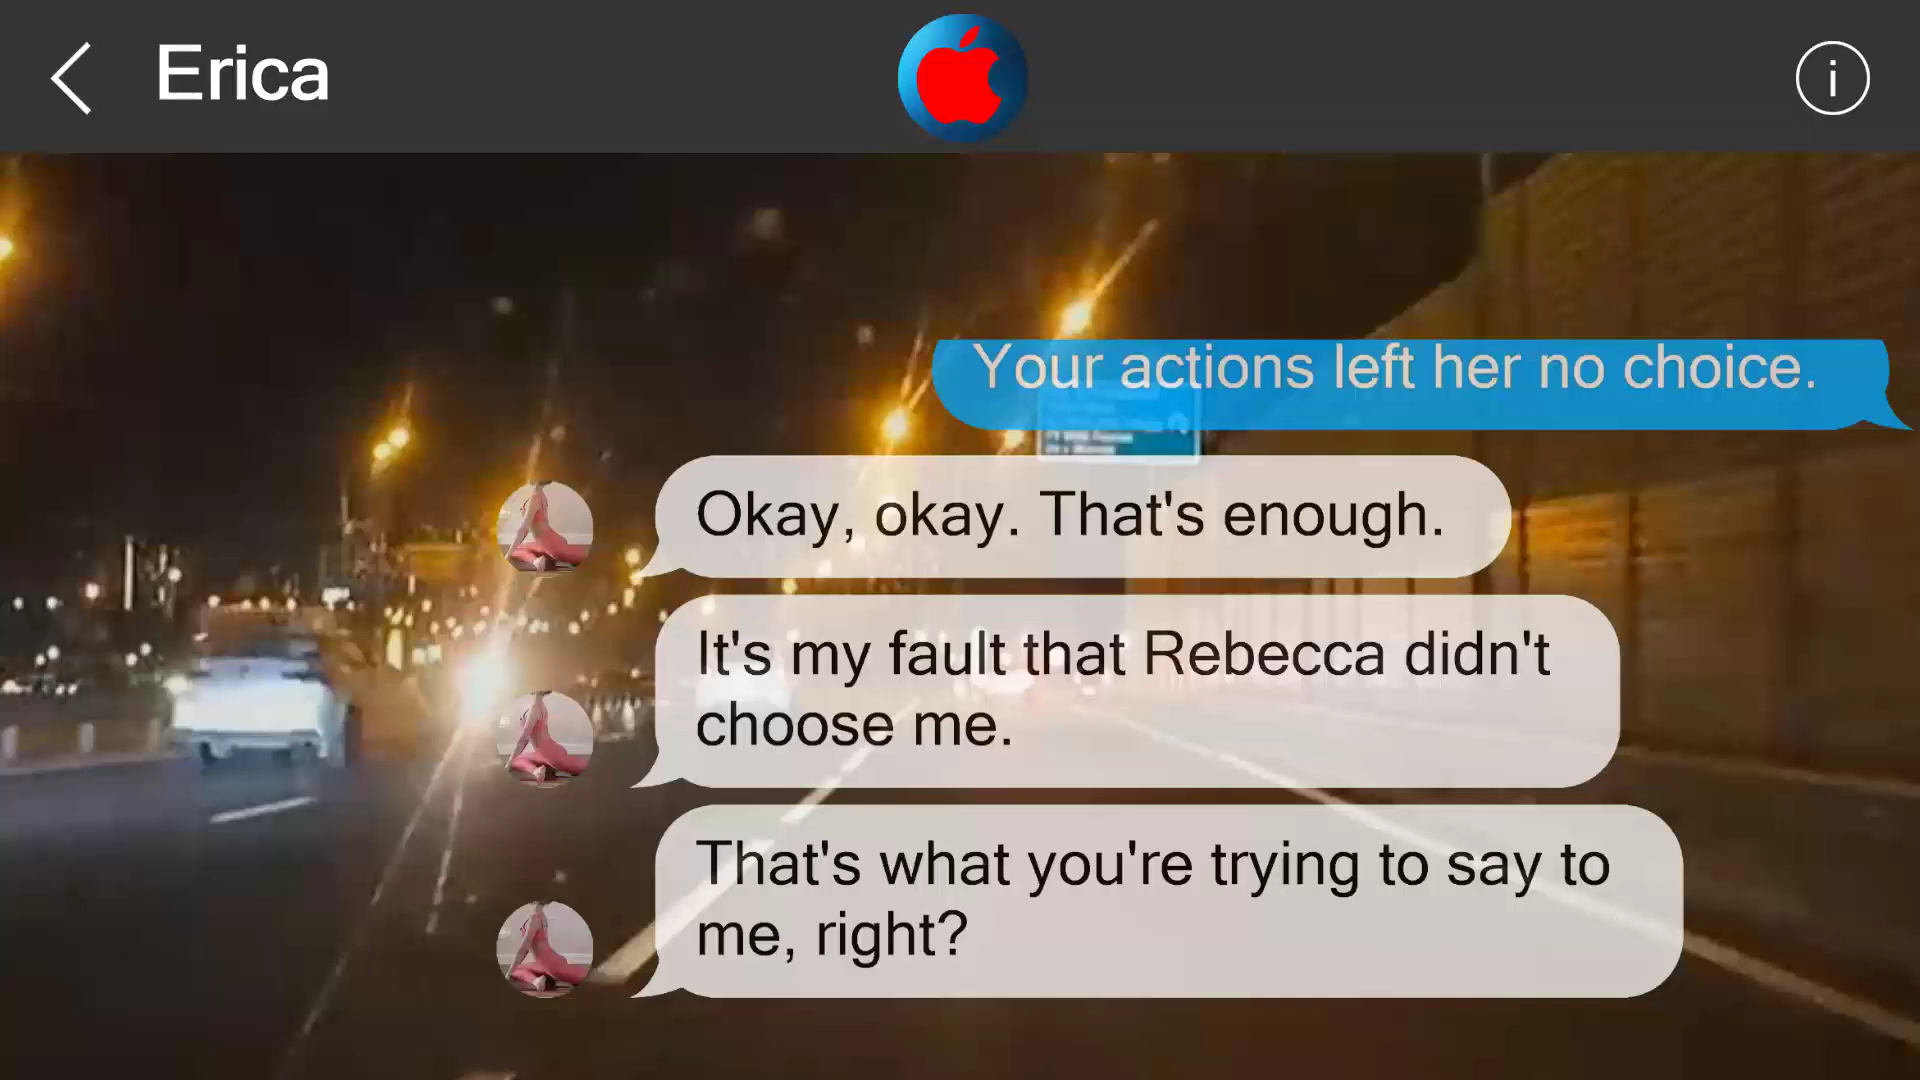 Erica
i
Your actions left her no choice.
Okay, okay. That's enough.
It's my fault that Rebecca didn't
choose me.
That's what you're trying to say to
me, right?